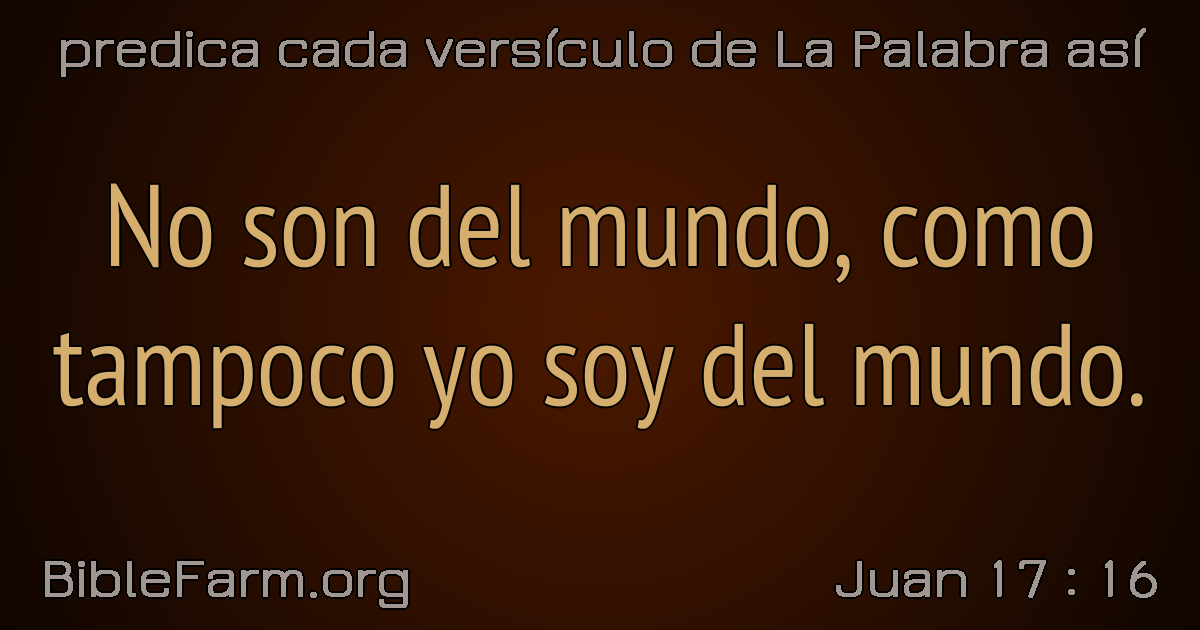 predica cada versículo de La Palabra así
No son del mundo, como
tampoco yo soy del mundo.
BibleFarm.org
Juan 17 : 16